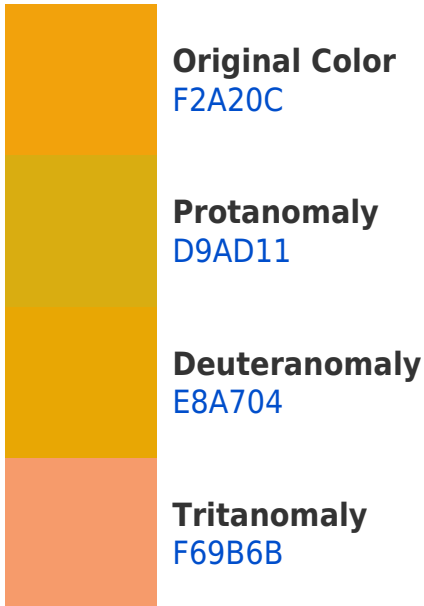 Original Color
F2A20C
Protanomaly
D9AD11
Deuteranomaly
E8A704
Tritanomaly
F69B6B